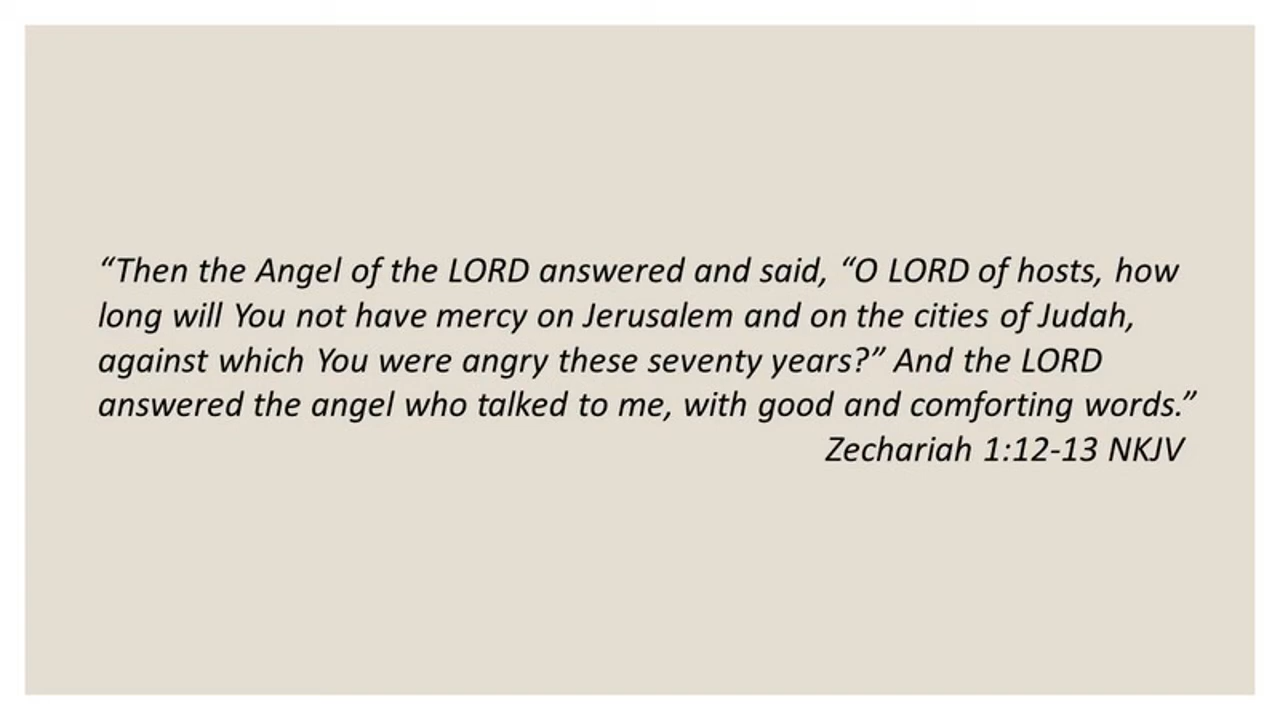 “Then the Angel of the LORD answered and said, “O LORD of hosts, how
long will You not have mercy on Jerusalem and on the cities of Judah,
against which You were angry these seventy years?” And the LORD
answered the angel who talked to me, with good and comforting words.”
Zechariah 1:12-13 NKJV